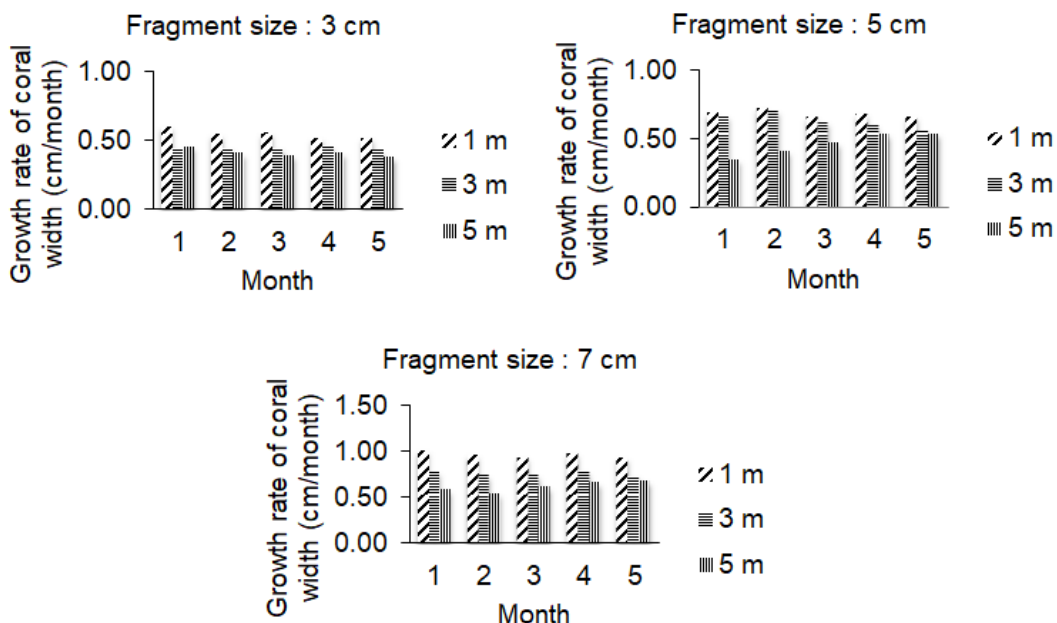 Fragment size : 3 cm
Growth rate of coral
width (cm/month)
1.00
0.50
0.00
1 2 3 4 5
Month
1 m
3 m
5 m
Fragment size : 5 cm
Growth rate of coral
width (cm/month)
1.00
0.50
0.00
1 2 3 4 5
Month
1 m
3 m
5 m
Fragment size : 7 cm
Growth rate of coral
width (cm/month)
1.50
1.00
0.50
0.00
1 2 3 4 5
Month
1 m
3 m
5 m